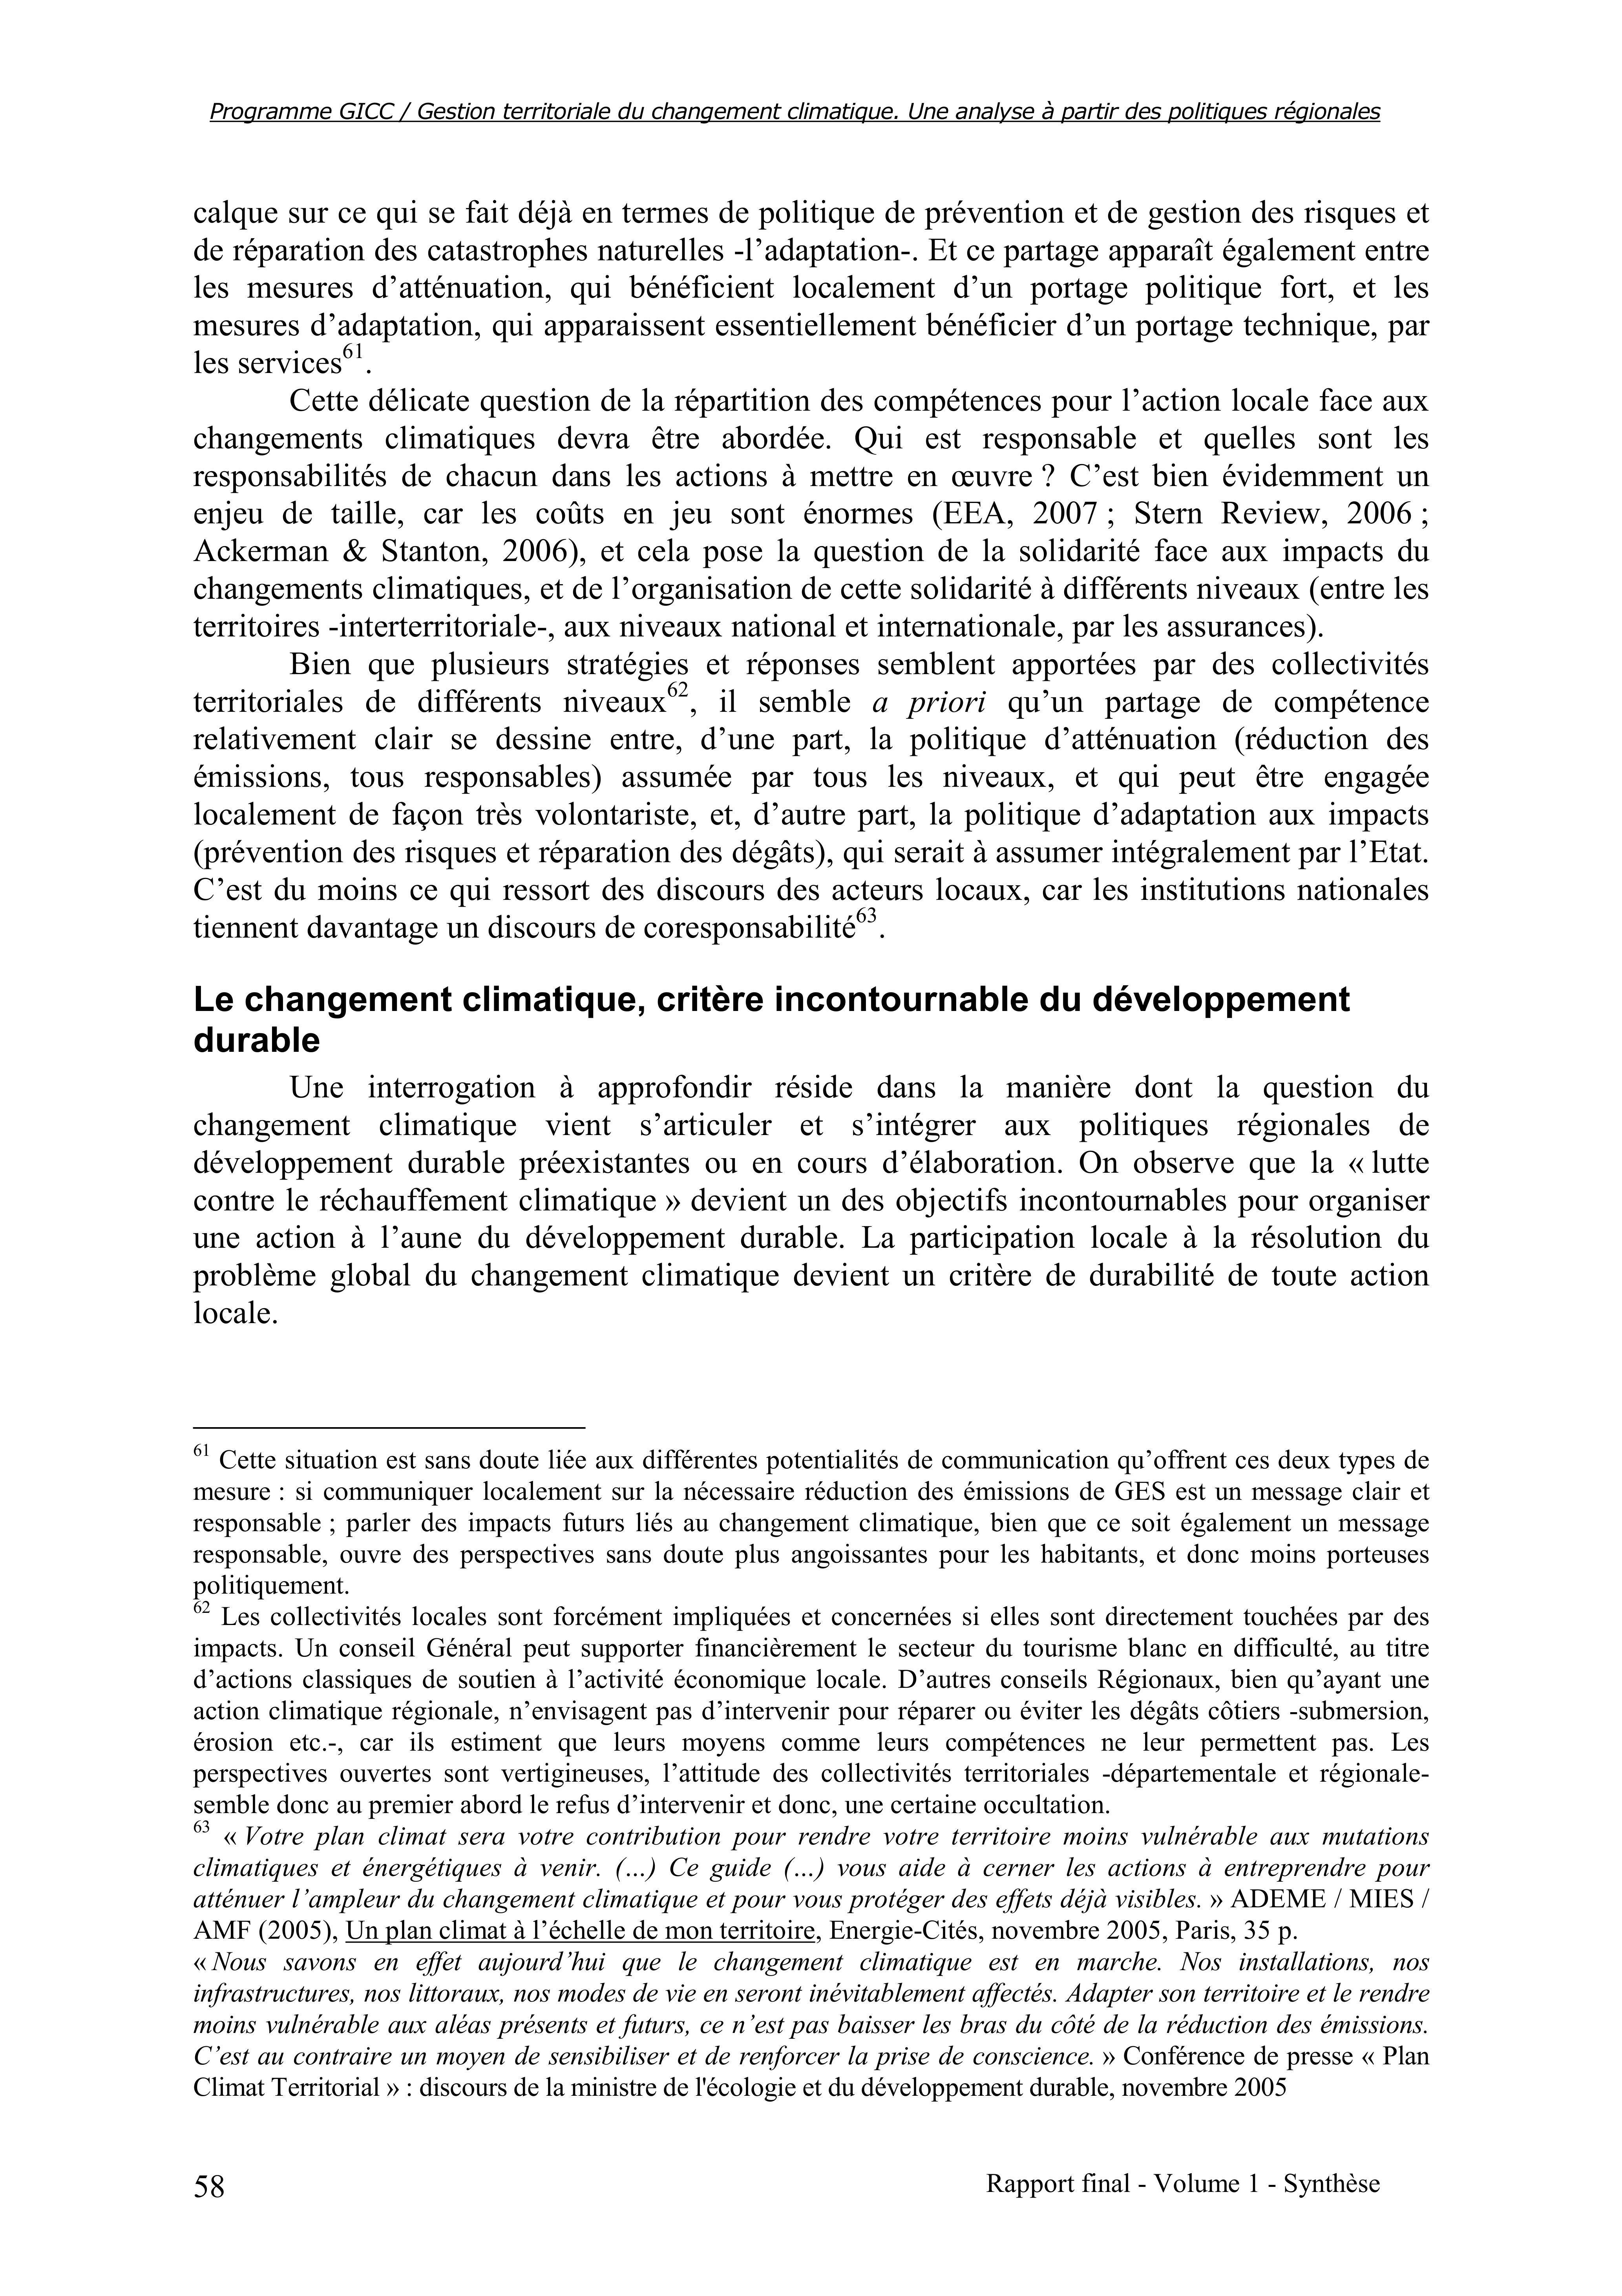 Programme GICC / Gestion territoriale du changement climatique. Une analyse à partir des politiques régionales
calque sur ce qui se fait déjà en termes de politique de prévention et de gestion des risques et
de réparation des catastrophes naturelles -l’adaptation-. Et ce partage apparaît également entre
les mesures d’atténuation, qui bénéficient localement d’un portage politique fort, et les
mesures d’adaptation, qui apparaissent essentiellement bénéficier d’un portage technique, par
les services61.
Cette délicate question de la répartition des compétences pour l’action locale face aux
changements climatiques devra être abordée. Qui est responsable et quelles sont les
responsabilités de chacun dans les actions à mettre en œuvre ? C’est bien évidemment un
enjeu de taille, car les coûts en jeu sont énormes (EEA, 2007 ; Stern Review, 2006 ;
Ackerman & Stanton, 2006), et cela pose la question de la solidarité face aux impacts du
changements climatiques, et de l’organisation de cette solidarité à différents niveaux (entre les
territoires -interterritoriale-, aux niveaux national et internationale, par les assurances).
Bien que plusieurs stratégies et réponses semblent apportées par des collectivités
territoriales de différents niveaux62, il semble a priori qu’un partage de compétence
relativement clair se dessine entre, d’une part, la politique d’atténuation (réduction des
émissions, tous responsables) assumée par tous les niveaux, et qui peut être engagée
localement de façon très volontariste, et, d’autre part, la politique d’adaptation aux impacts
(prévention des risques et réparation des dégâts), qui serait à assumer intégralement par l’Etat.
C’est du moins ce qui ressort des discours des acteurs locaux, car les institutions nationales
tiennent davantage un discours de coresponsabilité63.
Le changement climatique, critère incontournable du développement
durable
Une interrogation à approfondir réside dans la manière dont la question du
changement climatique vient s’articuler et s’intégrer aux politiques régionales de
développement durable préexistantes ou en cours d’élaboration. On observe que la « lutte
contre le réchauffement climatique » devient un des objectifs incontournables pour organiser
une action à l’aune du développement durable. La participation locale à la résolution du
problème global du changement climatique devient un critère de durabilité de toute action
locale.
61 Cette situation est sans doute liée aux différentes potentialités de communication qu’offrent ces deux types de
mesure : si communiquer localement sur la nécessaire réduction des émissions de GES est un message clair et
responsable ; parler des impacts futurs liés au changement climatique, bien que ce soit également un message
responsable, ouvre des perspectives sans doute plus angoissantes pour les habitants, et donc moins porteuses
politiquement.
62 Les collectivités locales sont forcément impliquées et concernées si elles sont directement touchées par des
impacts. Un conseil Général peut supporter financièrement le secteur du tourisme blanc en difficulté, au titre
d’actions classiques de soutien à l’activité économique locale. D’autres conseils Régionaux, bien qu’ayant une
action climatique régionale, n’envisagent pas d’intervenir pour réparer ou éviter les dégâts côtiers -submersion,
érosion etc.-, car ils estiment que leurs moyens comme leurs compétences ne leur permettent pas. Les
perspectives ouvertes sont vertigineuses, l’attitude des collectivités territoriales -départementale et régionale-
semble donc au premier abord le refus d’intervenir et donc, une certaine occultation.
63 « Votre plan climat sera votre contribution pour rendre votre territoire moins vulnérable aux mutations
climatiques et énergétiques à venir. (…) Ce guide (…) vous aide à cerner les actions à entreprendre pour
atténuer l’ampleur du changement climatique et pour vous protéger des effets déjà visibles. » ADEME / MIES /
AMF (2005), Un plan climat à l’échelle de mon territoire, Energie-Cités, novembre 2005, Paris, 35 p.
« Nous savons en effet aujourd’hui que le changement climatique est en marche. Nos installations, nos
infrastructures, nos littoraux, nos modes de vie en seront inévitablement affectés. Adapter son territoire et le rendre
moins vulnérable aux aléas présents et futurs, ce n’est pas baisser les bras du côté de la réduction des émissions.
C’est au contraire un moyen de sensibiliser et de renforcer la prise de conscience. » Conférence de presse « Plan
Climat Territorial » : discours de la ministre de l'écologie et du développement durable, novembre 2005
58
Rapport final - Volume 1 - Synthèse